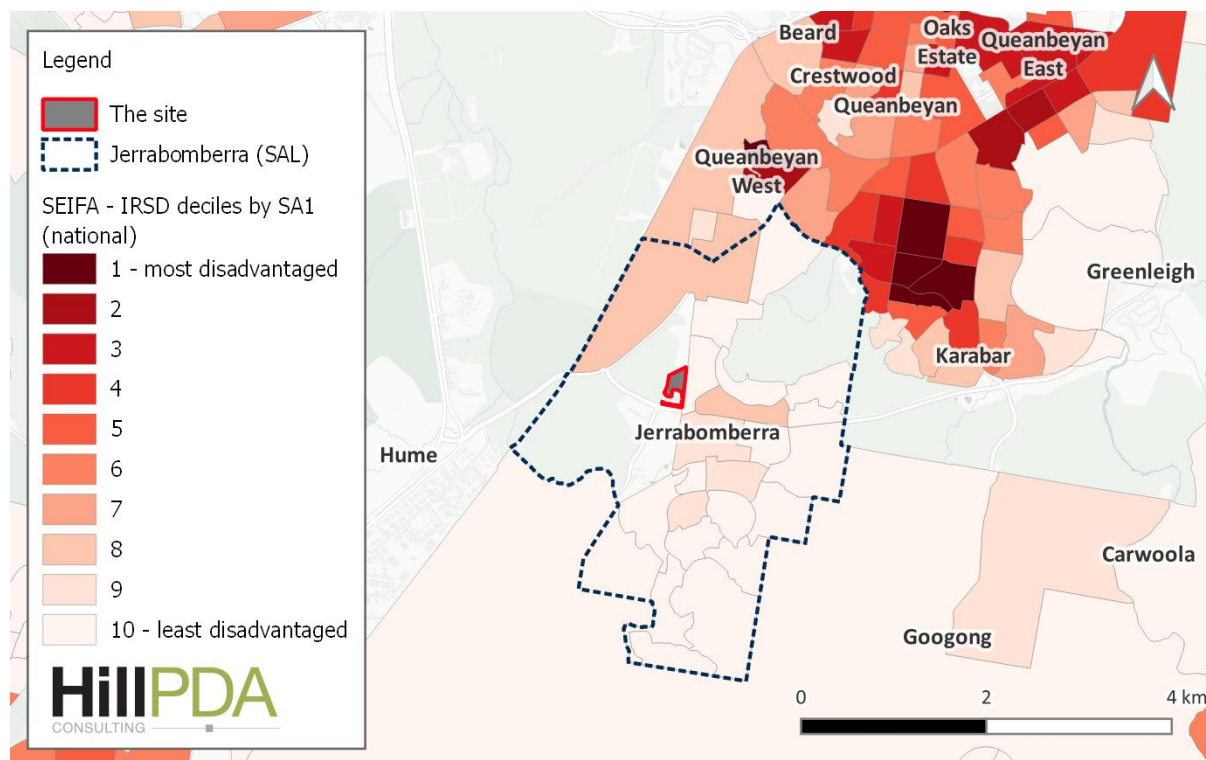 Legend
The site
Jerrabomberra (SAL)
SEIFA - IRSD deciles by SA1
(national)
1 - most disadvantaged
2
3
4
5
6
7
8
9
10 - least disadvantaged
HillPDA
CONSULTING
Beard
Oaks
Estate
Queanbeyan
East
Crestwood
Queanbeyan
Queanbeyan
West
Greenleigh
Karabar
Jerrabomberra
Hume
Carwoola
Googong
0 2 4 km